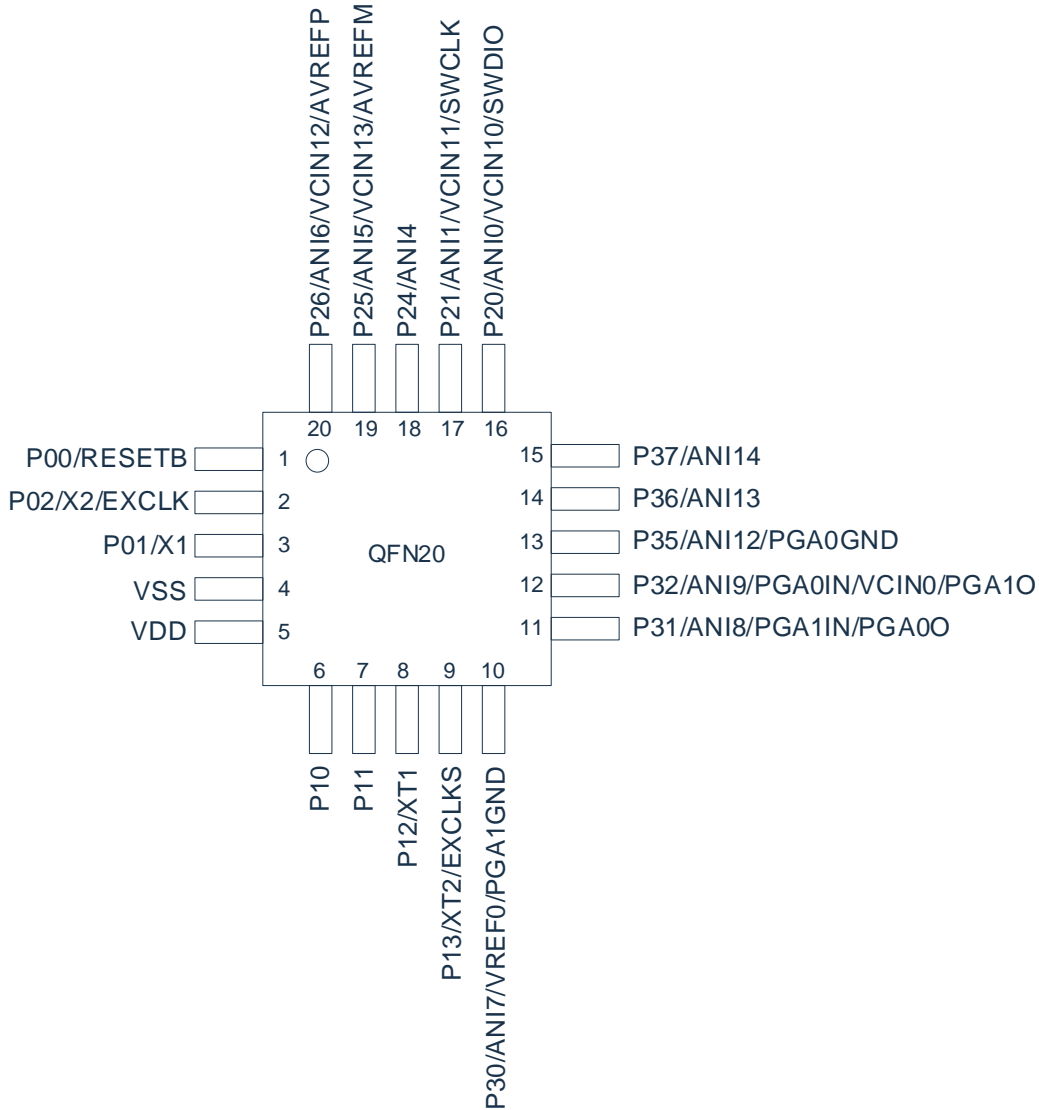 P26/ANI6/VCIN12/AVREFP
P25/ANI5/VCIN13/AVREFM
P24/ANI4
P21/ANI1/VCIN11/SWCLK
P20/ANI0/VCIN10/SWDIO
20 19 18 17 16
P00/RESETB 1
P02/X2/EXCLK 2
P01/X1 3
VSS 4
VDD 5
QFN20
15 P37/ANI14
14 P36/ANI13
13 P35/ANI12/PGA0GND
12 P32/ANI9/PGA0IN/VCIN0/PGA1O
11 P31/ANI8/PGA1IN/PGA0O
6 7 8 9 10
P10
P11
P12/XT1
P13/XT2/EXCLKS
P30/ANI7/VREF0/PGA1GND